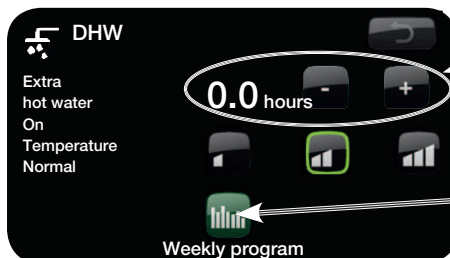 DHW
Extra
hot water
On
Temperature
Normal
0.0 hours - +
Weekly program